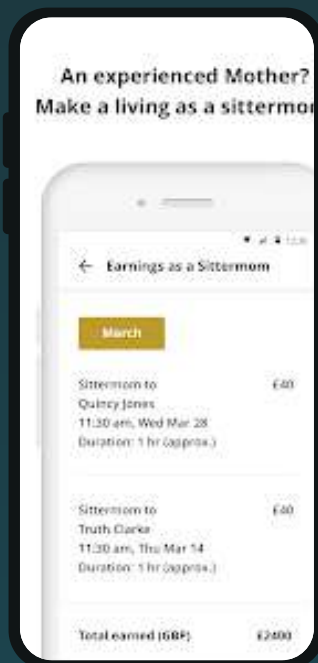 An experienced Mother?
Make a living as a sittermom
← Earnings as a Sittermom
March
Sittermom to £40
Quincy Jones
11:30 am, Wed Mar 28
Duration: 1 hr (approx.)
Sittermom to £40
Truth Clarke
11:30 am, Thu Mar 14
Duration: 1 hr (approx.)
Total earned (GBP) £2400